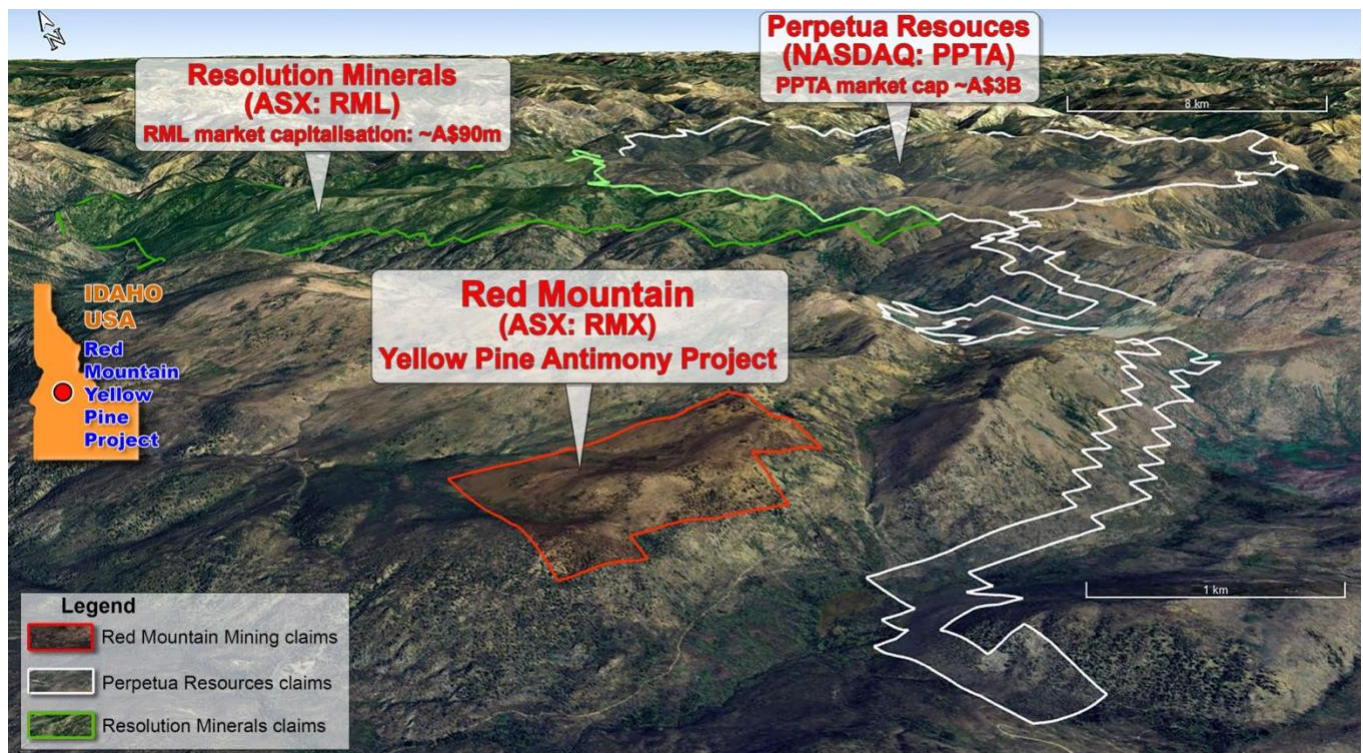 N
Perpetua Resouces
(NASDAQ: PPTA)
PPTA market cap ~A$3B
Resolution Minerals
(ASX: RML)
RML market capitalisation: ~A$90m
8 km
Red Mountain
(ASX: RMX)
Yellow Pine Antimony Project
IDAHO
USA
Red
Mountain
Yellow
Pine
Project
1 km
Legend
Red Mountain Mining claims
Perpetua Resources claims
Resolution Minerals claims